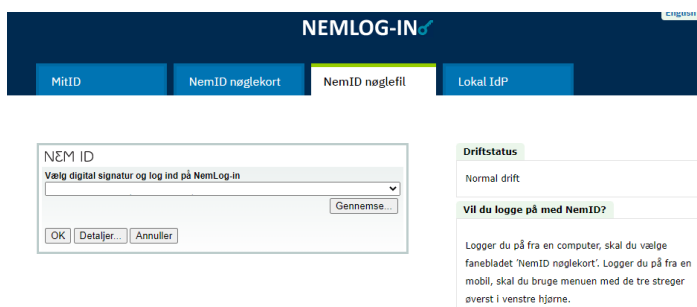 English
NEMLOG-IN
MitID
NemID nøglekort
NemID nøglefil
Lokal IdP
NEM ID
Vælg digital signatur og log ind på NemLog-in
Gennemse...
OK
Detaljer...
Annuller
Driftstatus
Normal drift
Vil du logge på med NemID?
Logger du på fra en computer, skal du vælge
fanebladet 'NemID nøglekort'. Logger du på fra en
mobil, skal du bruge menuen med de tre streger
øverst i venstre hjørne.